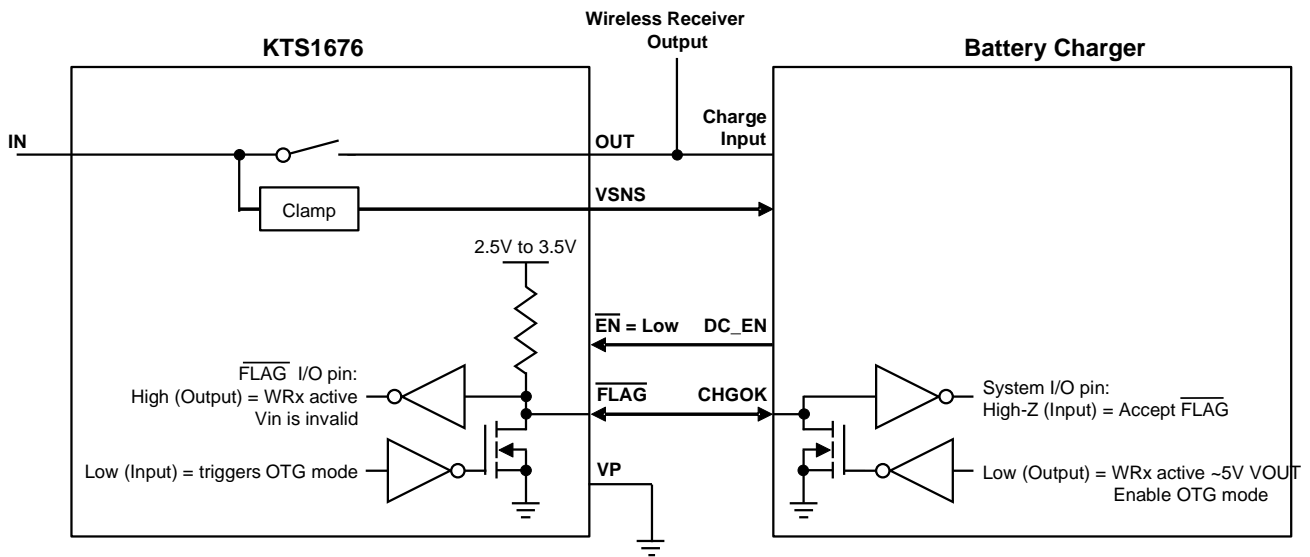 Wireless Receiver
Output
KTS1676
Battery Charger
IN
OUT
Charge
Input
Clamp
VSNS
2.5V to 3.5V
EN = Low
DC_EN
FLAG I/O pin:
High (Output) = WRx active
Vin is invalid
FLAG
CHGOK
System I/O pin:
High-Z (Input) = Accept FLAG
Low (Input) = triggers OTG mode
VP
Low (Output) = WRx active ~5V VOUT
Enable OTG mode